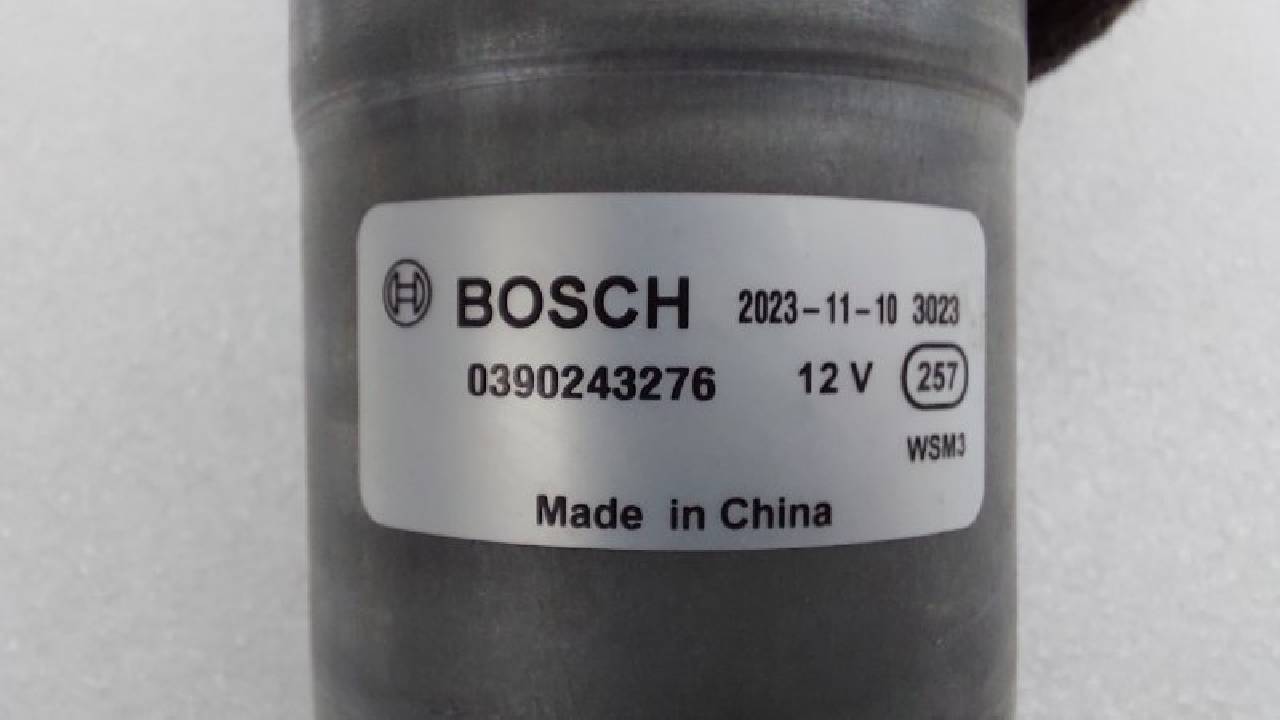 BOSCH 2023-11-10 3023
0390243276 12 V 257
WSM3
Made in China